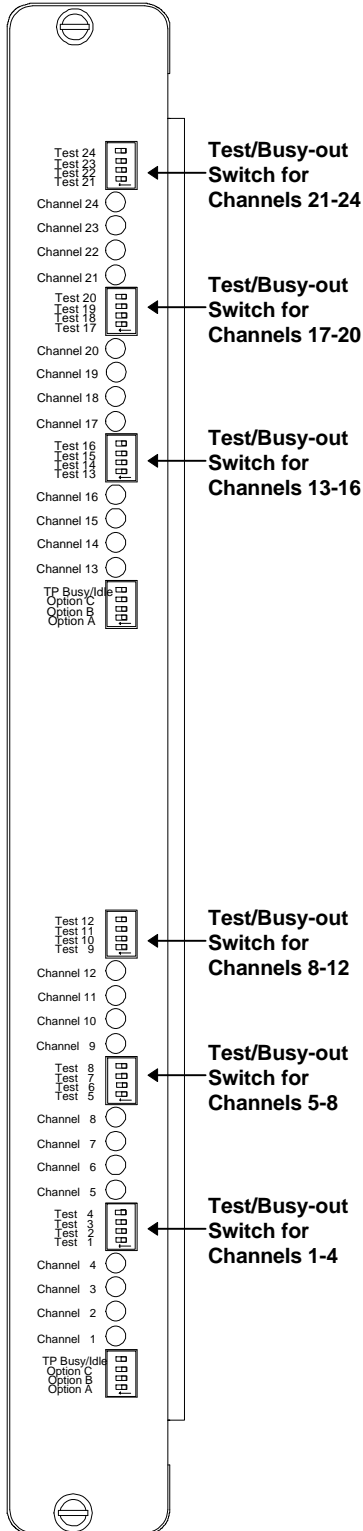 Test 24
Test 23
Test 22
Test 21
Test/Busy-out
Switch for
Channels 21-24
Channel 24
Channel 23
Channel 22
Channel 21
Test 20
Test 19
Test 18
Test 17
Test/Busy-out
Switch for
Channels 17-20
Channel 20
Channel 19
Channel 18
Channel 17
Test 16
Test 15
Test 14
Test 13
Test/Busy-out
Switch for
Channels 13-16
Channel 16
Channel 15
Channel 14
Channel 13
TP Busy/Idle
Option C
Option B
Option A
Test 12
Test 11
Test 10
Test 9
Test/Busy-out
Switch for
Channels 8-12
Channel 12
Channel 11
Channel 10
Channel 9
Test 8
Test 7
Test 6
Test 5
Test/Busy-out
Switch for
Channels 5-8
Channel 8
Channel 7
Channel 6
Channel 5
Test 4
Test 3
Test 2
Test 1
Test/Busy-out
Switch for
Channels 1-4
Channel 4
Channel 3
Channel 2
Channel 1
TP Busy/Idle
Option C
Option B
Option A